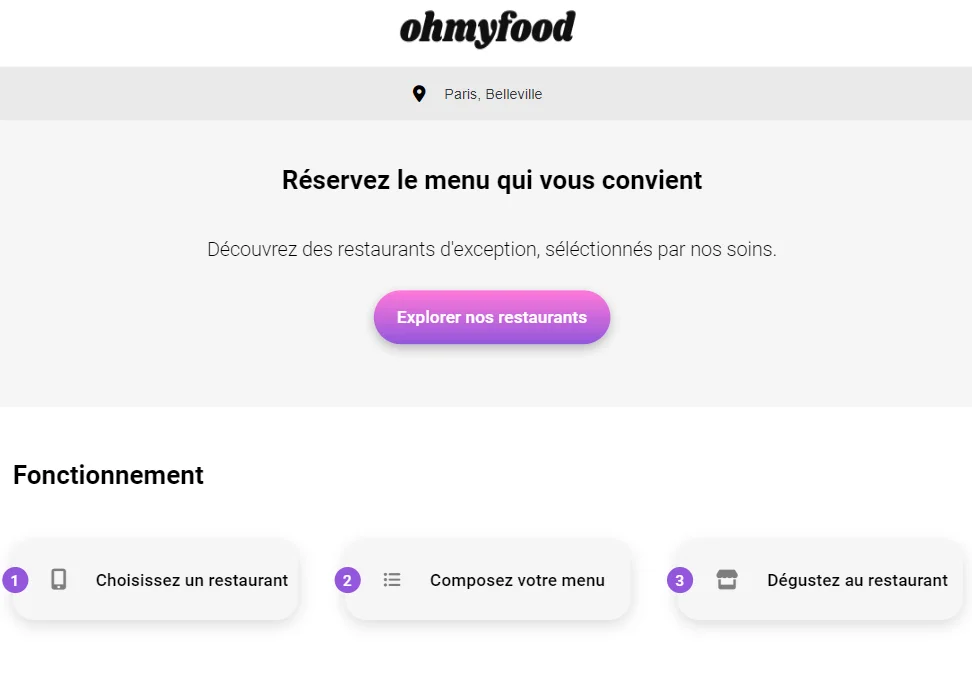 ohmyfood
Paris, Belleville
Réservez le menu qui vous convient
Découvrez des restaurants d'exception, séléctionnés par nos soins.
Explorer nos restaurants
Fonctionnement
1 Choisissez un restaurant
2 Composez votre menu
3 Dégustez au restaurant